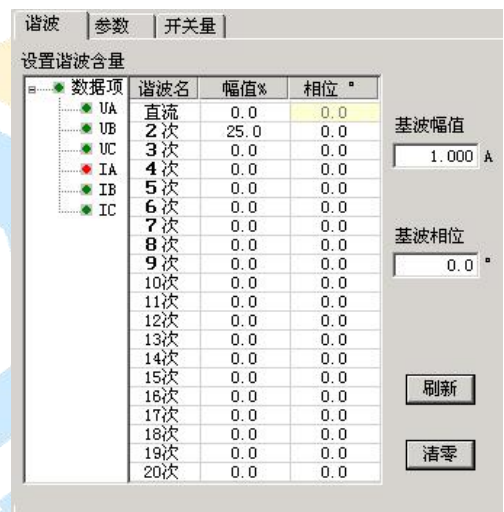 谐波 参数 开关量
设置谐波含量
数据项
UA
UB
UC
IA
IB
IC
谐波名 幅值% 相位 °
直流 0.0 0.0
2次 25.0 0.0
3次 0.0 0.0
4次 0.0 0.0
5次 0.0 0.0
6次 0.0 0.0
7次 0.0 0.0
8次 0.0 0.0
9次 0.0 0.0
10次 0.0 0.0
11次 0.0 0.0
12次 0.0 0.0
13次 0.0 0.0
14次 0.0 0.0
15次 0.0 0.0
16次 0.0 0.0
17次 0.0 0.0
18次 0.0 0.0
19次 0.0 0.0
20次 0.0 0.0
基波幅值
1.000 A
基波相位
0.0 °
刷新
清零